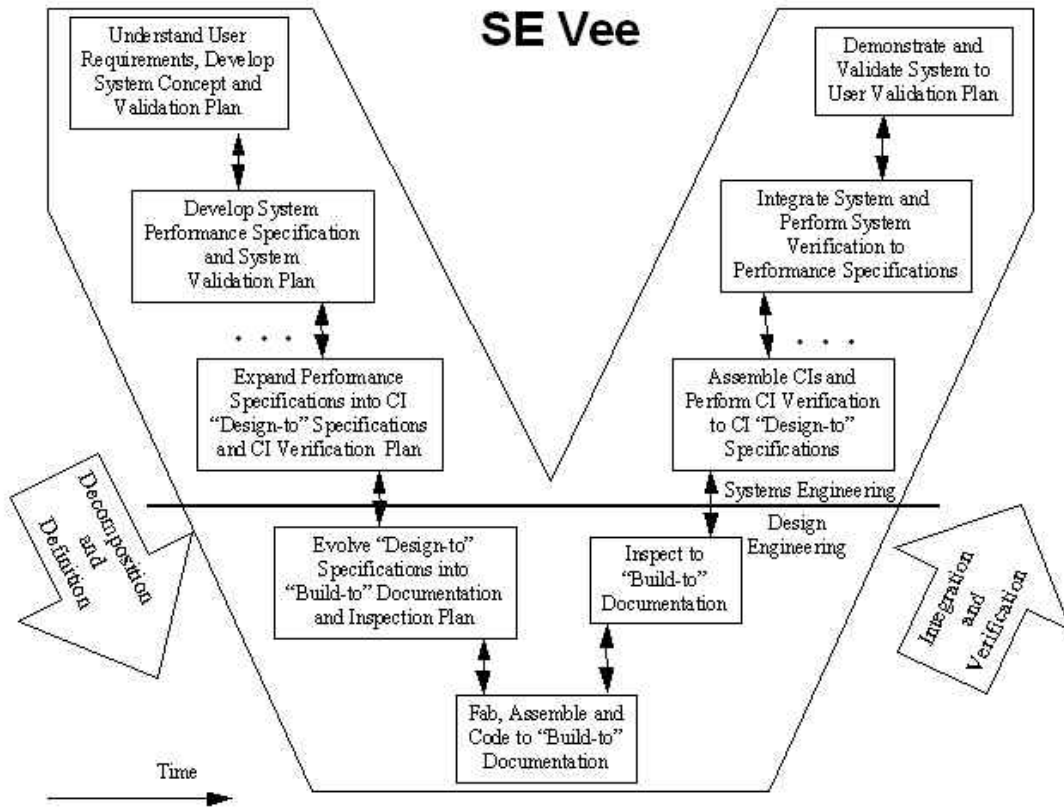 SE Vee
Understand User
Requirements, Develop
System Concept and
Validation Plan
Demonstrate and
Validate System to
User Validation Plan
Develop System
Performance Specification
and System
Validation Plan
Integrate System and
Perform System
Verification to
Performance Specifications
. . .
. . .
Expand Performance
Specifications into CI
“Design-to” Specifications
and CI Verification Plan
Assemble CIs and
Perform CI Verification
to CI “Design-to”
Specifications
Decomposition
and
Definition
Systems Engineering
Design
Engineering
Evolve “Design-to”
Specifications into
“Build-to” Documentation
and Inspection Plan
Inspect to
“Build-to”
Documentation
Integration
and
Verification
Fab, Assemble and
Code to “Build-to”
Documentation
Time